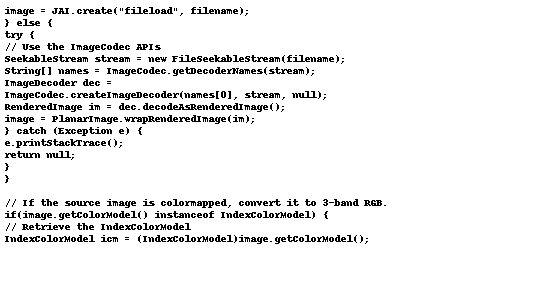 image = JAI.create("fileload", filename);
} else {
try {
// Use the ImageCodec APIs
SeekableStream stream = new FileSeekableStream(filename);
String[] names = ImageCodec.getDecoderNames(stream);
ImageDecoder dec =
ImageCodec.createImageDecoder(names[0], stream, null);
RenderedImage im = dec.decodeAsRenderedImage();
image = PlanarImage.wrapRenderedImage(im);
} catch (Exception e) {
e.printStackTrace();
return null;
}
}
// If the source image is colormapped, convert it to 3-band RGB.
if(image.getColorModel() instanceof IndexColorModel) {
// Retrieve the IndexColorModel
IndexColorModel icm = (IndexColorModel)image.getColorModel();